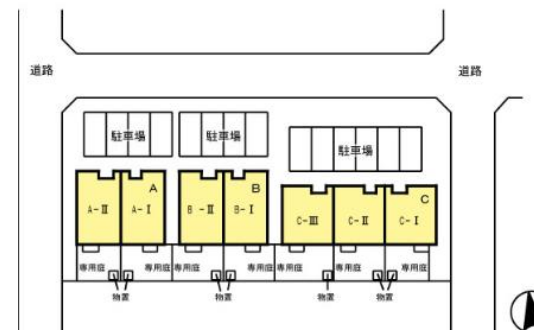 道路
道路
駐車場
駐車場
駐車場
A
B
C
A-Ⅱ
A-Ⅰ
B-Ⅱ
B-Ⅰ
C-Ⅲ
C-Ⅱ
C-Ⅰ
専用庭
専用庭
専用庭
専用庭
専用庭
専用庭
専用庭
物置
物置
物置
物置